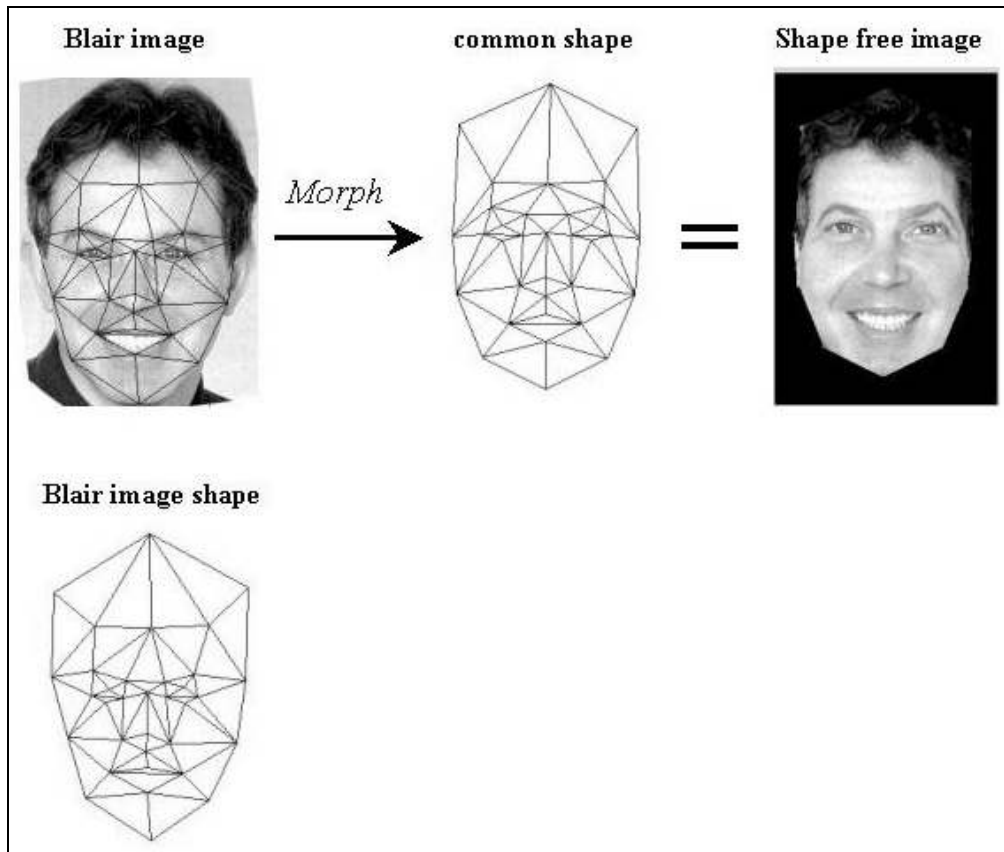 Blair image
common shape
Shape free image
Morph
=
Blair image shape